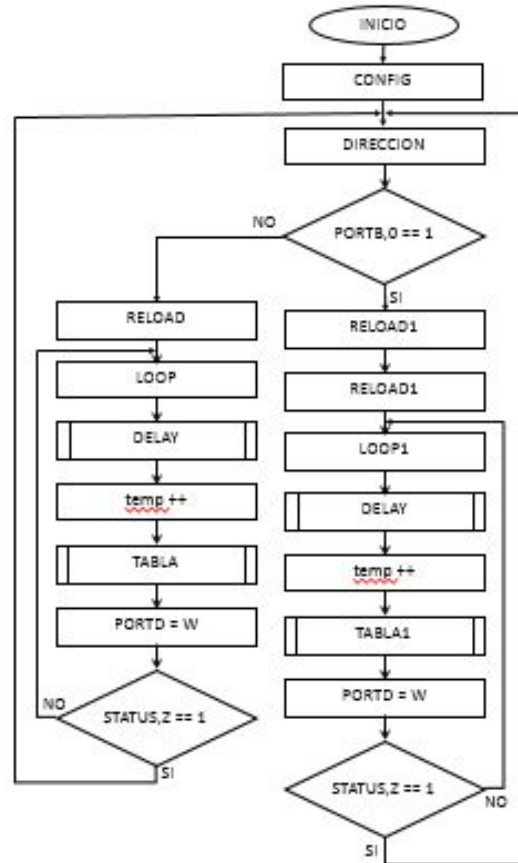 INICIO
CONFIG
DIRECCION
PORTB,0 == 1
NO
SI
RELOAD
LOOP
DELAY
temp ++
TABLA
PORTD = W
STATUS,Z == 1
NO
SI
RELOAD1
RELOAD1
LOOP1
DELAY
temp ++
TABLA1
PORTD = W
STATUS,Z == 1
NO
SI